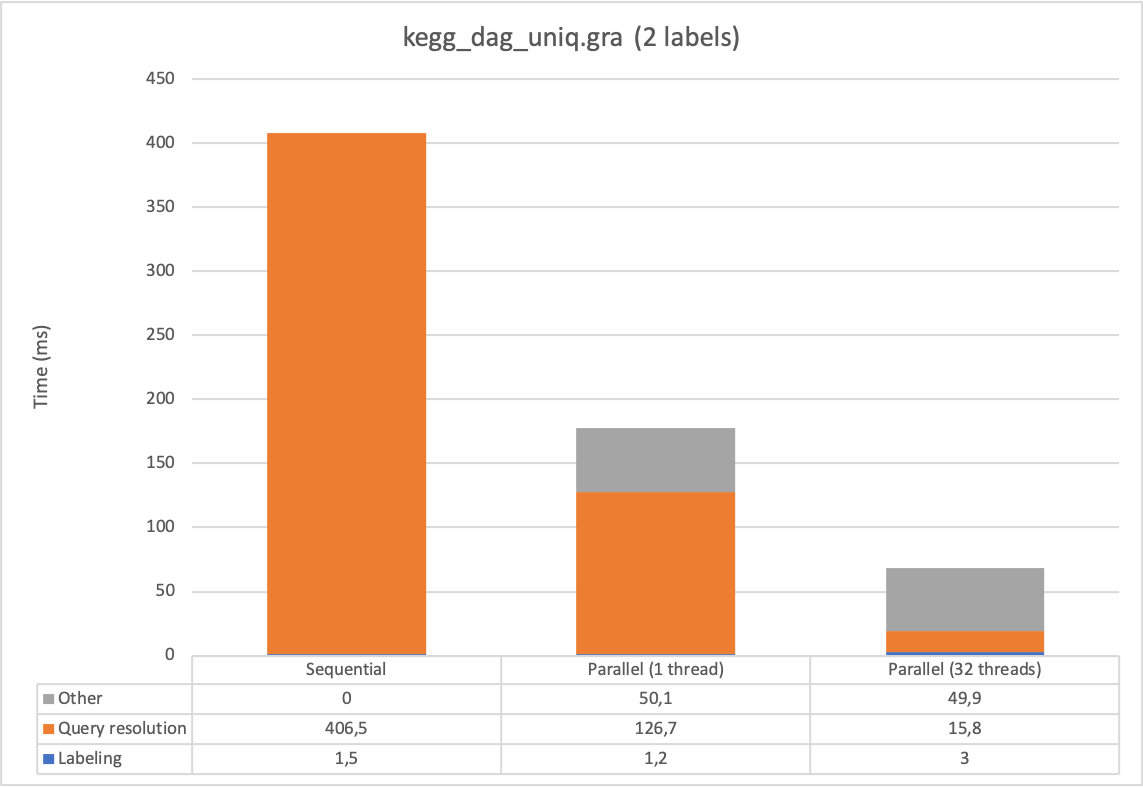 kegg_dag_uniq.gra (2 labels)
450
400
350
300
250
200
150
100
50
0
Time (ms)
Sequential Parallel (1 thread) Parallel (32 threads)
Other 0 50,1 49,9
Query resolution 406,5 126,7 15,8
Labeling 1,5 1,2 3